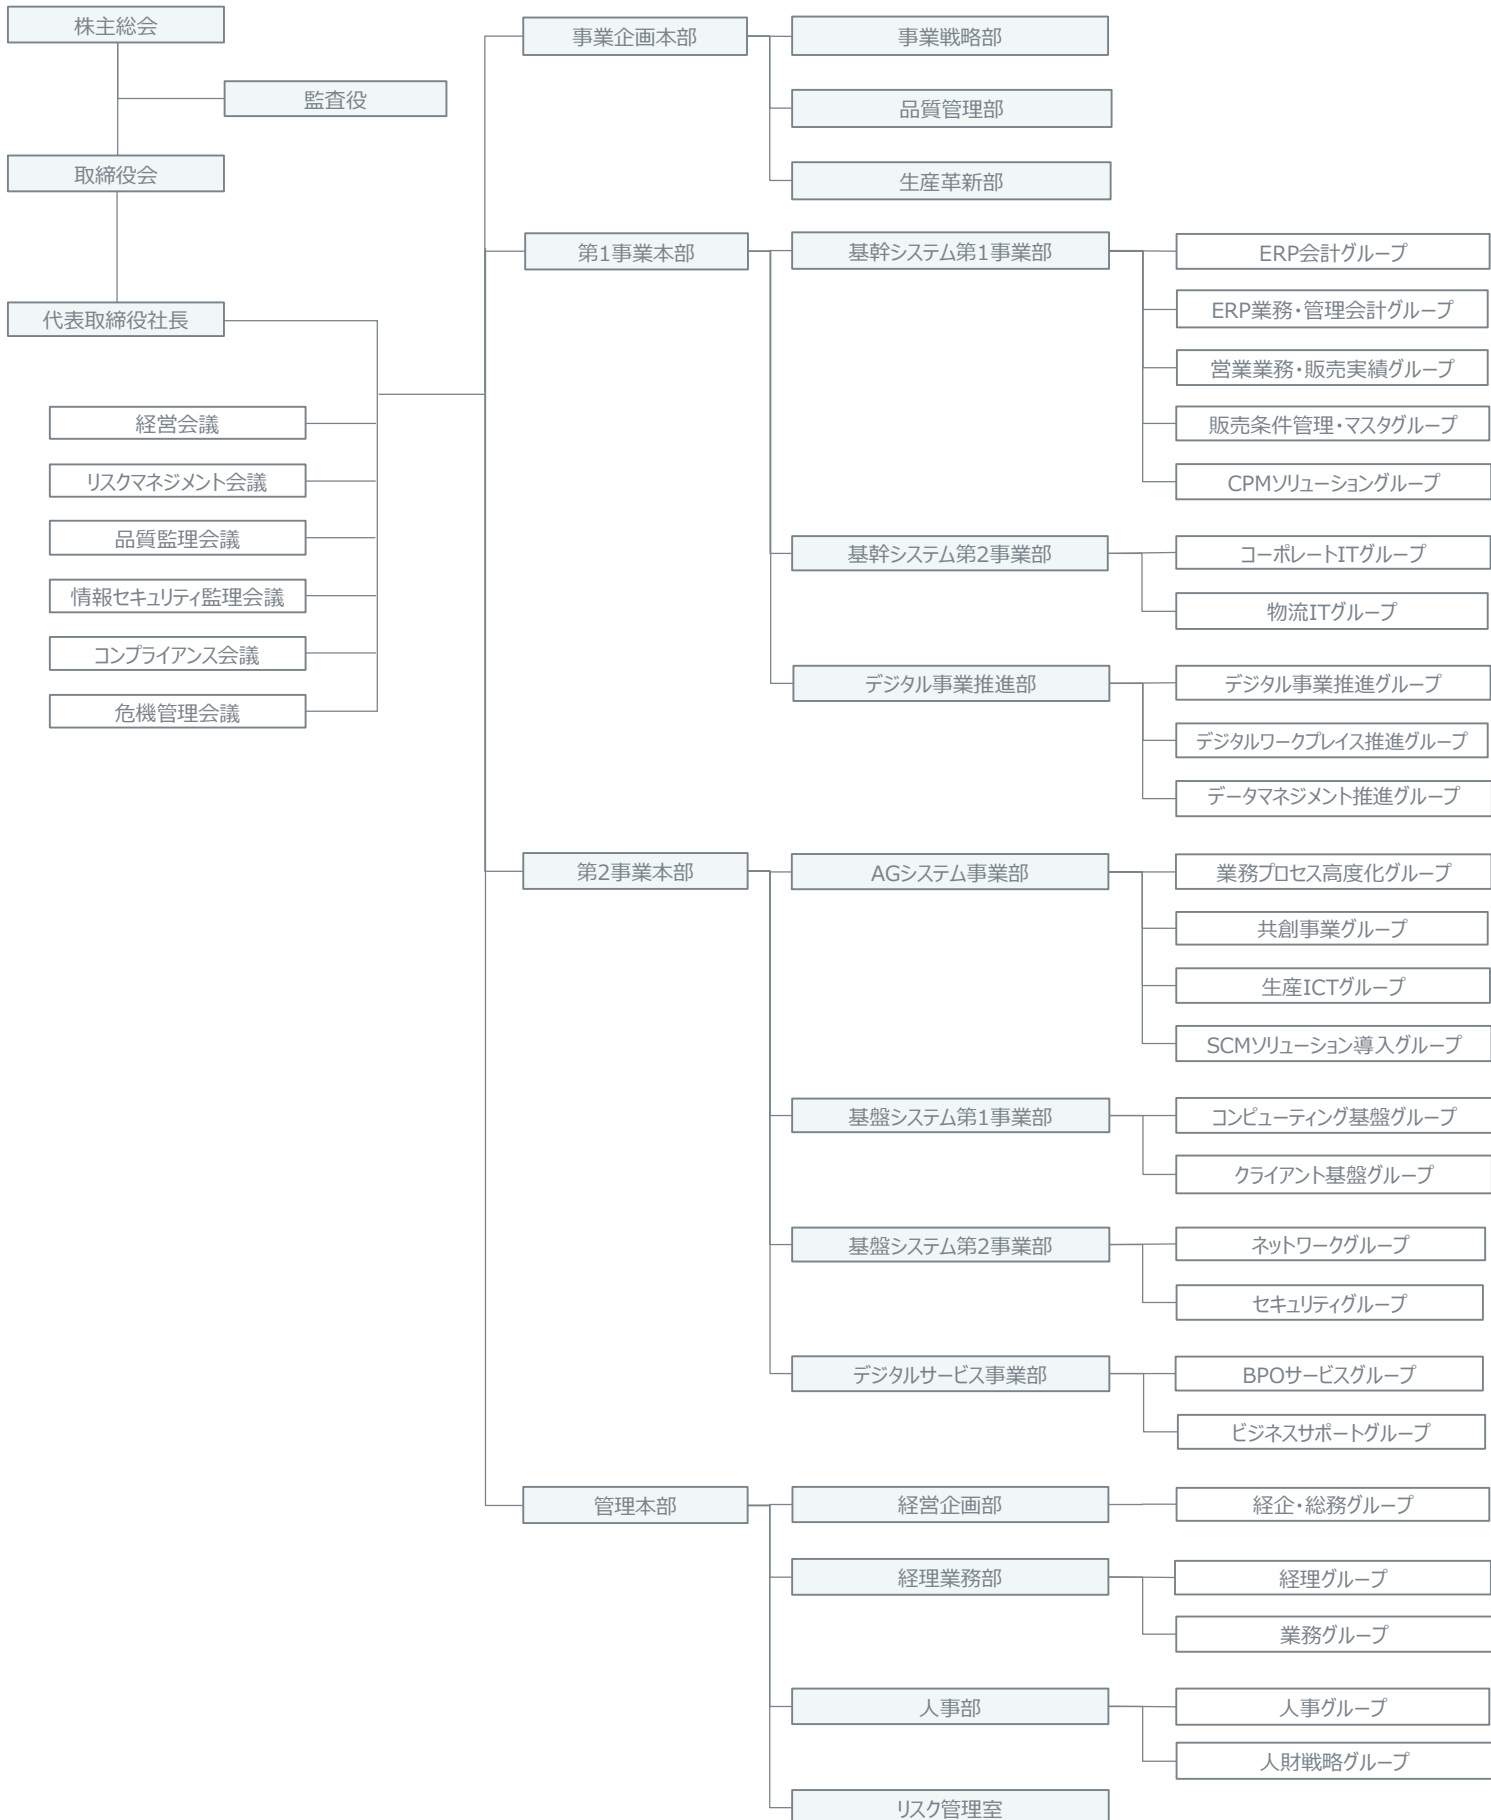 株主総会
監査役
取締役会
代表取締役社長
経営会議
リスクマネジメント会議
品質監理会議
情報セキュリティ監理会議
コンプライアンス会議
危機管理会議
事業企画本部
事業戦略部
品質管理部
生産革新部
第1事業本部
基幹システム第1事業部
ERP会計グループ
ERP業務・管理会計グループ
営業業務・販売実績グループ
販売条件管理・マスタグループ
CPMソリューショングループ
基幹システム第2事業部
コーポレートITグループ
物流ITグループ
デジタル事業推進部
デジタル事業推進グループ
デジタルワークプレイス推進グループ
データマネジメント推進グループ
第2事業本部
AGシステム事業部
業務プロセス高度化グループ
共創事業グループ
生産ICTグループ
SCMソリューション導入グループ
基盤システム第1事業部
コンピューティング基盤グループ
クライアント基盤グループ
基盤システム第2事業部
ネットワークグループ
セキュリティグループ
デジタルサービス事業部
BPOサービスグループ
ビジネスサポートグループ
管理本部
経営企画部
経企・総務グループ
経理業務部
経理グループ
業務グループ
人事部
人事グループ
人財戦略グループ
リスク管理室